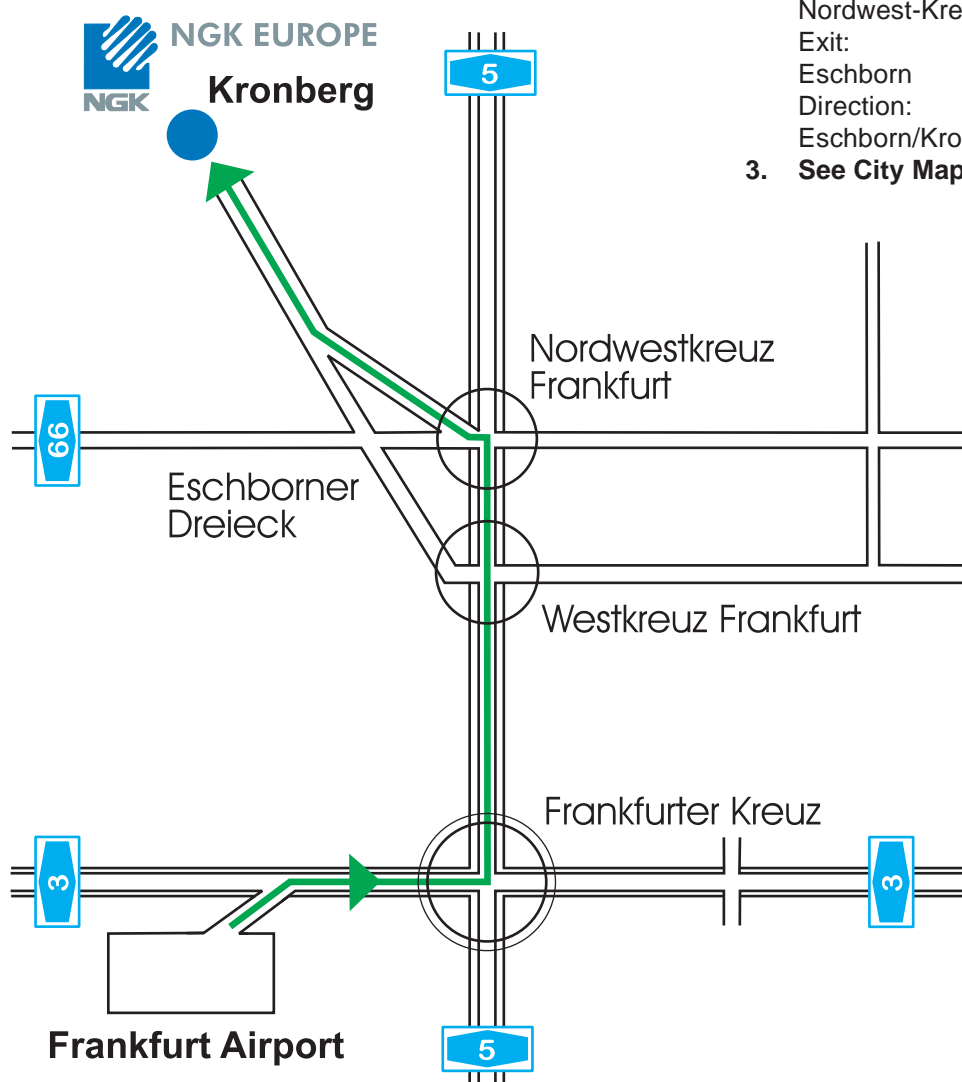 NGK EUROPE
NGK
Kronberg
5
Nordwest-Kre
Exit:
Eschborn
Direction:
Eschborn/Kro
3. See City Map
Nordwestkreuz
Frankfurt
66
Eschborner
Dreieck
Westkreuz Frankfurt
Frankfurter Kreuz
3
3
Frankfurt Airport
5